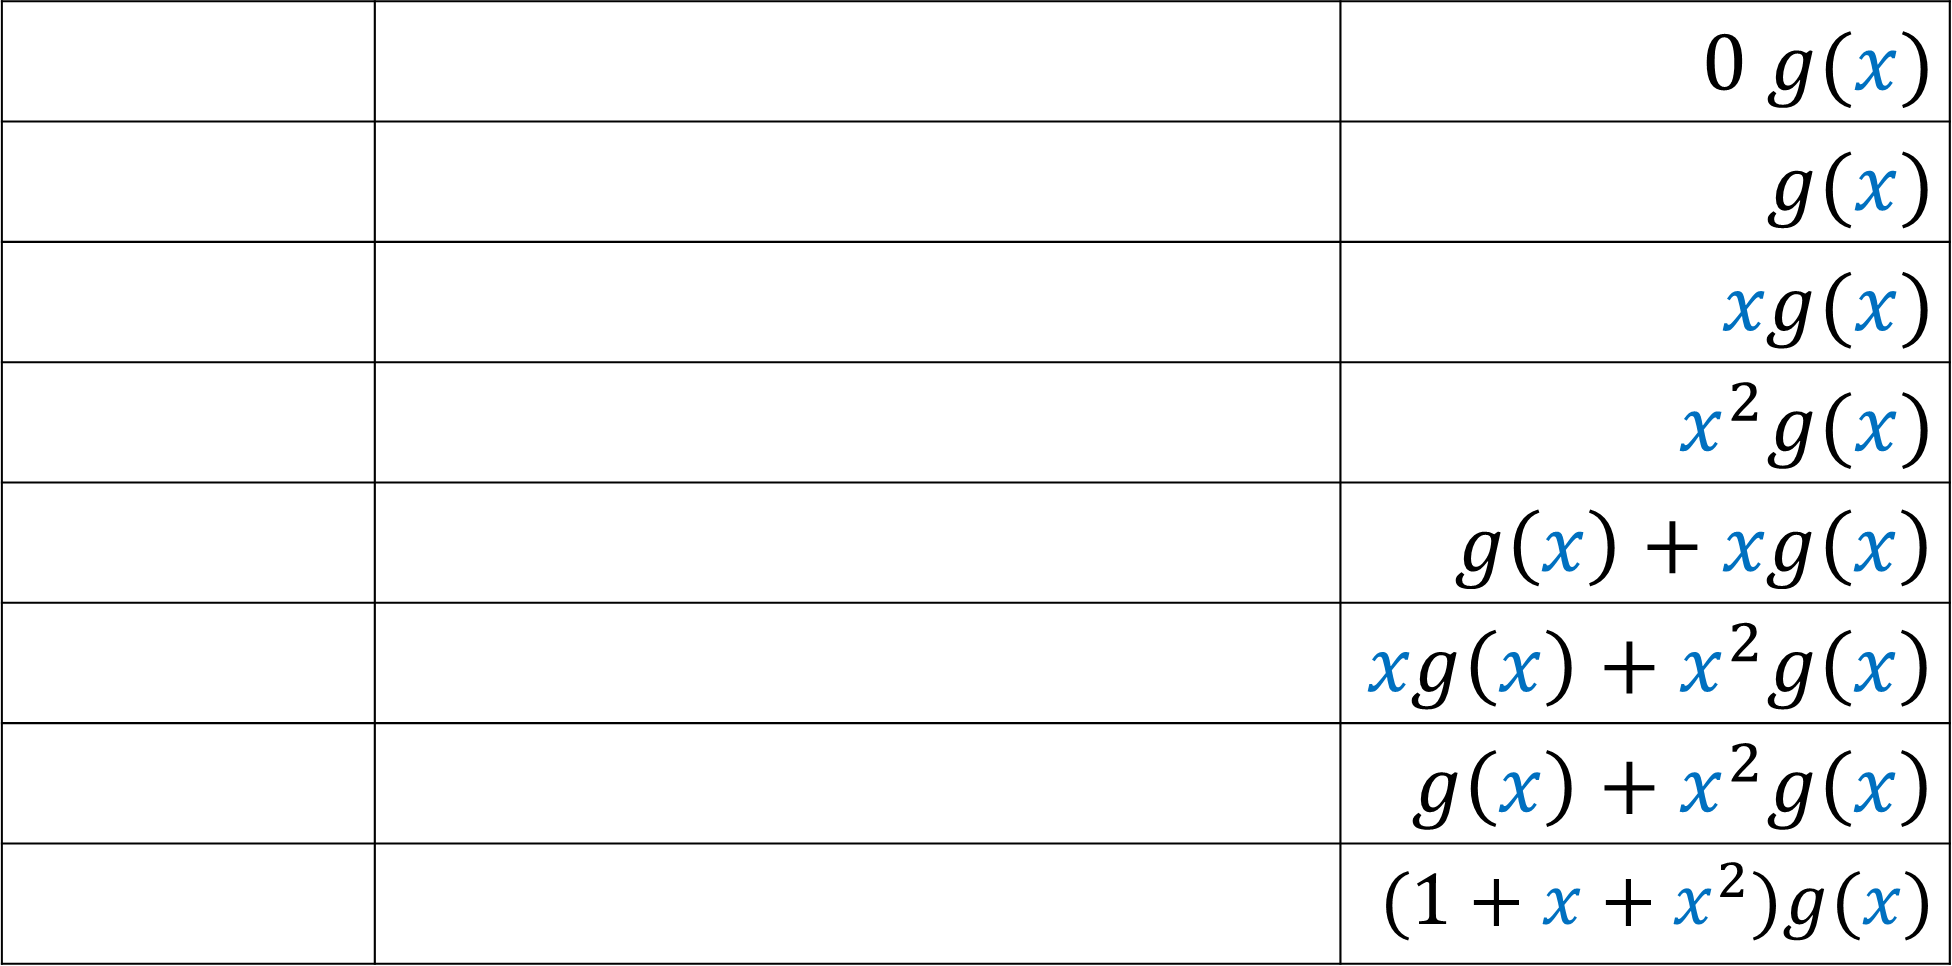 0 g(x)
g(x)
xg(x)
x²g(x)
g(x) + xg(x)
xg(x) + x²g(x)
g(x) + x²g(x)
(1 + x + x²)g(x)